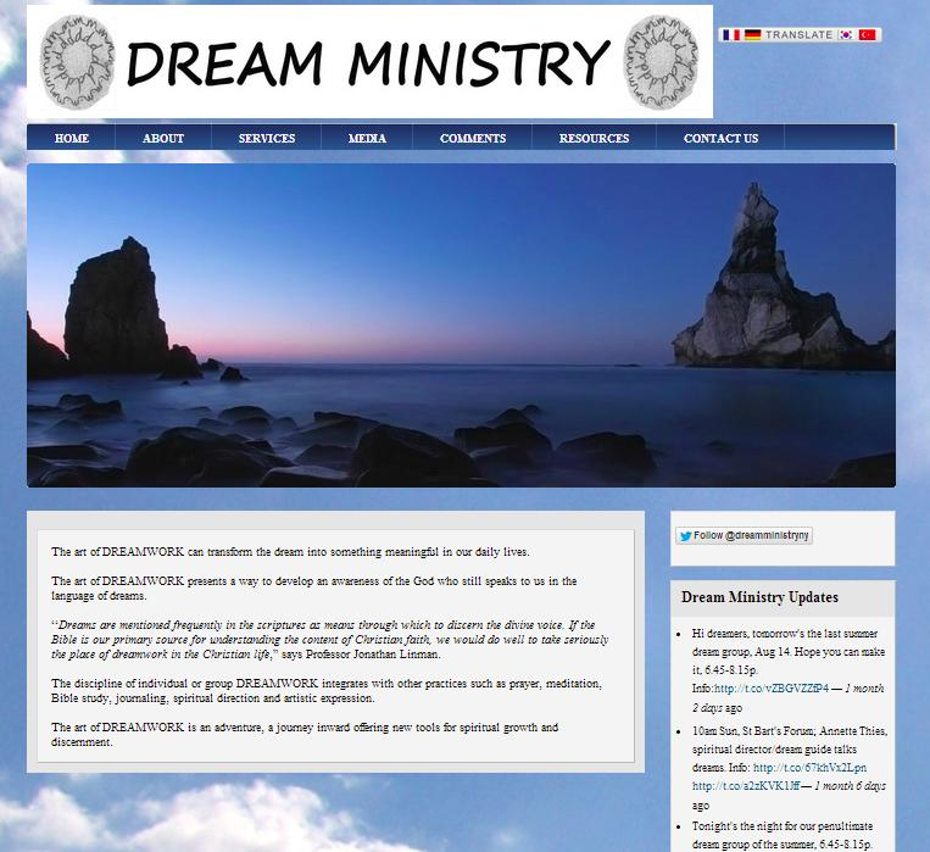 DREAM MINISTRY
TRANSLATE
HOME ABOUT SERVICES MEDIA COMMENTS RESOURCES CONTACT US
The art of DREAMWORK can transform the dream into something meaningful in our daily lives.
The art of DREAMWORK presents a way to develop an awareness of the God who still speaks to us in the
language of dreams.
“Dreams are mentioned frequently in the scriptures as means through which to discern the divine voice. If the
Bible is our primary source for understanding the content of Christian faith, we would do well to take seriously
the place of dreamwork in the Christian life,” says Professor Jonathan Linman.
The discipline of individual or group DREAMWORK integrates with other practices such as prayer, meditation,
Bible study, journaling, spiritual direction and artistic expression.
The art of DREAMWORK is an adventure, a journey inward offering new tools for spiritual growth and
discernment.
Follow @dreamministryny
Dream Ministry Updates
Hi dreamers, tomorrow's the last summer
dream group, Aug 14. Hope you can make
it, 6.45-8.15p.
Info:http://t.co/vZBGVZZfP4 — 1 month
2 days ago
10am Sun, St Bart's Forum; Annette Thies,
spiritual director/dream guide talks
dreams. Info: http://t.co/67khVx2Lpn
http://t.co/a2zKVK1Jff — 1 month 6 days
ago
Tonight's the night for our penultimate
dream group of the summer, 6.45-8.15p.